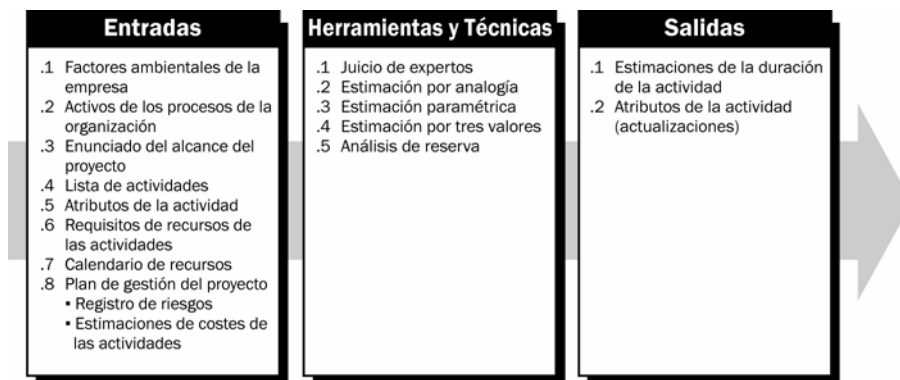 Entradas
.1 Factores ambientales de la
empresa
.2 Activos de los procesos de la
organización
.3 Enunciado del alcance del
proyecto
.4 Lista de actividades
.5 Atributos de la actividad
.6 Requisitos de recursos de
las actividades
.7 Calendario de recursos
.8 Plan de gestión del proyecto
▪ Registro de riesgos
▪ Estimaciones de costes de
las actividades
Herramientas y Técnicas
.1 Juicio de expertos
.2 Estimación por analogía
.3 Estimación paramétrica
.4 Estimación por tres valores
.5 Análisis de reserva
Salidas
.1 Estimaciones de la duración
de la actividad
.2 Atributos de la actividad
(actualizaciones)